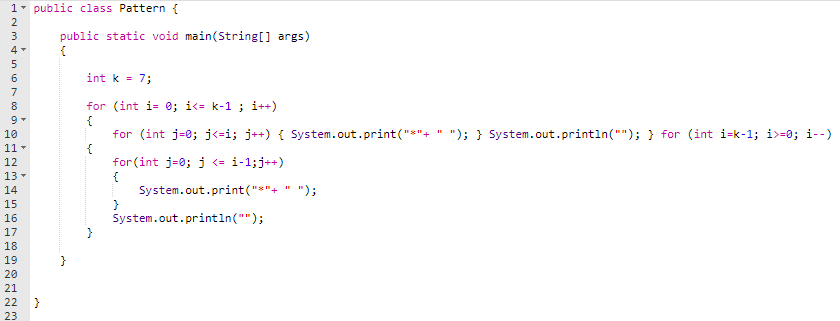 1 public class Pattern {
2
3 public static void main(String[] args)
4 {
5
6 int k = 7;
7
8 for (int i= 0; i<= k-1 ; i++)
9 {
10 for (int j=0; j<=i; j++) { System.out.print("*"+ " "); } System.out.println(""); } for (int i=k-1; i>=0; i--)
11 {
12 for(int j=0; j <= i-1;j++)
13 {
14 System.out.print("*"+ " ");
15 }
16 System.out.println("");
17 }
18
19 }
20
21
22 }
23